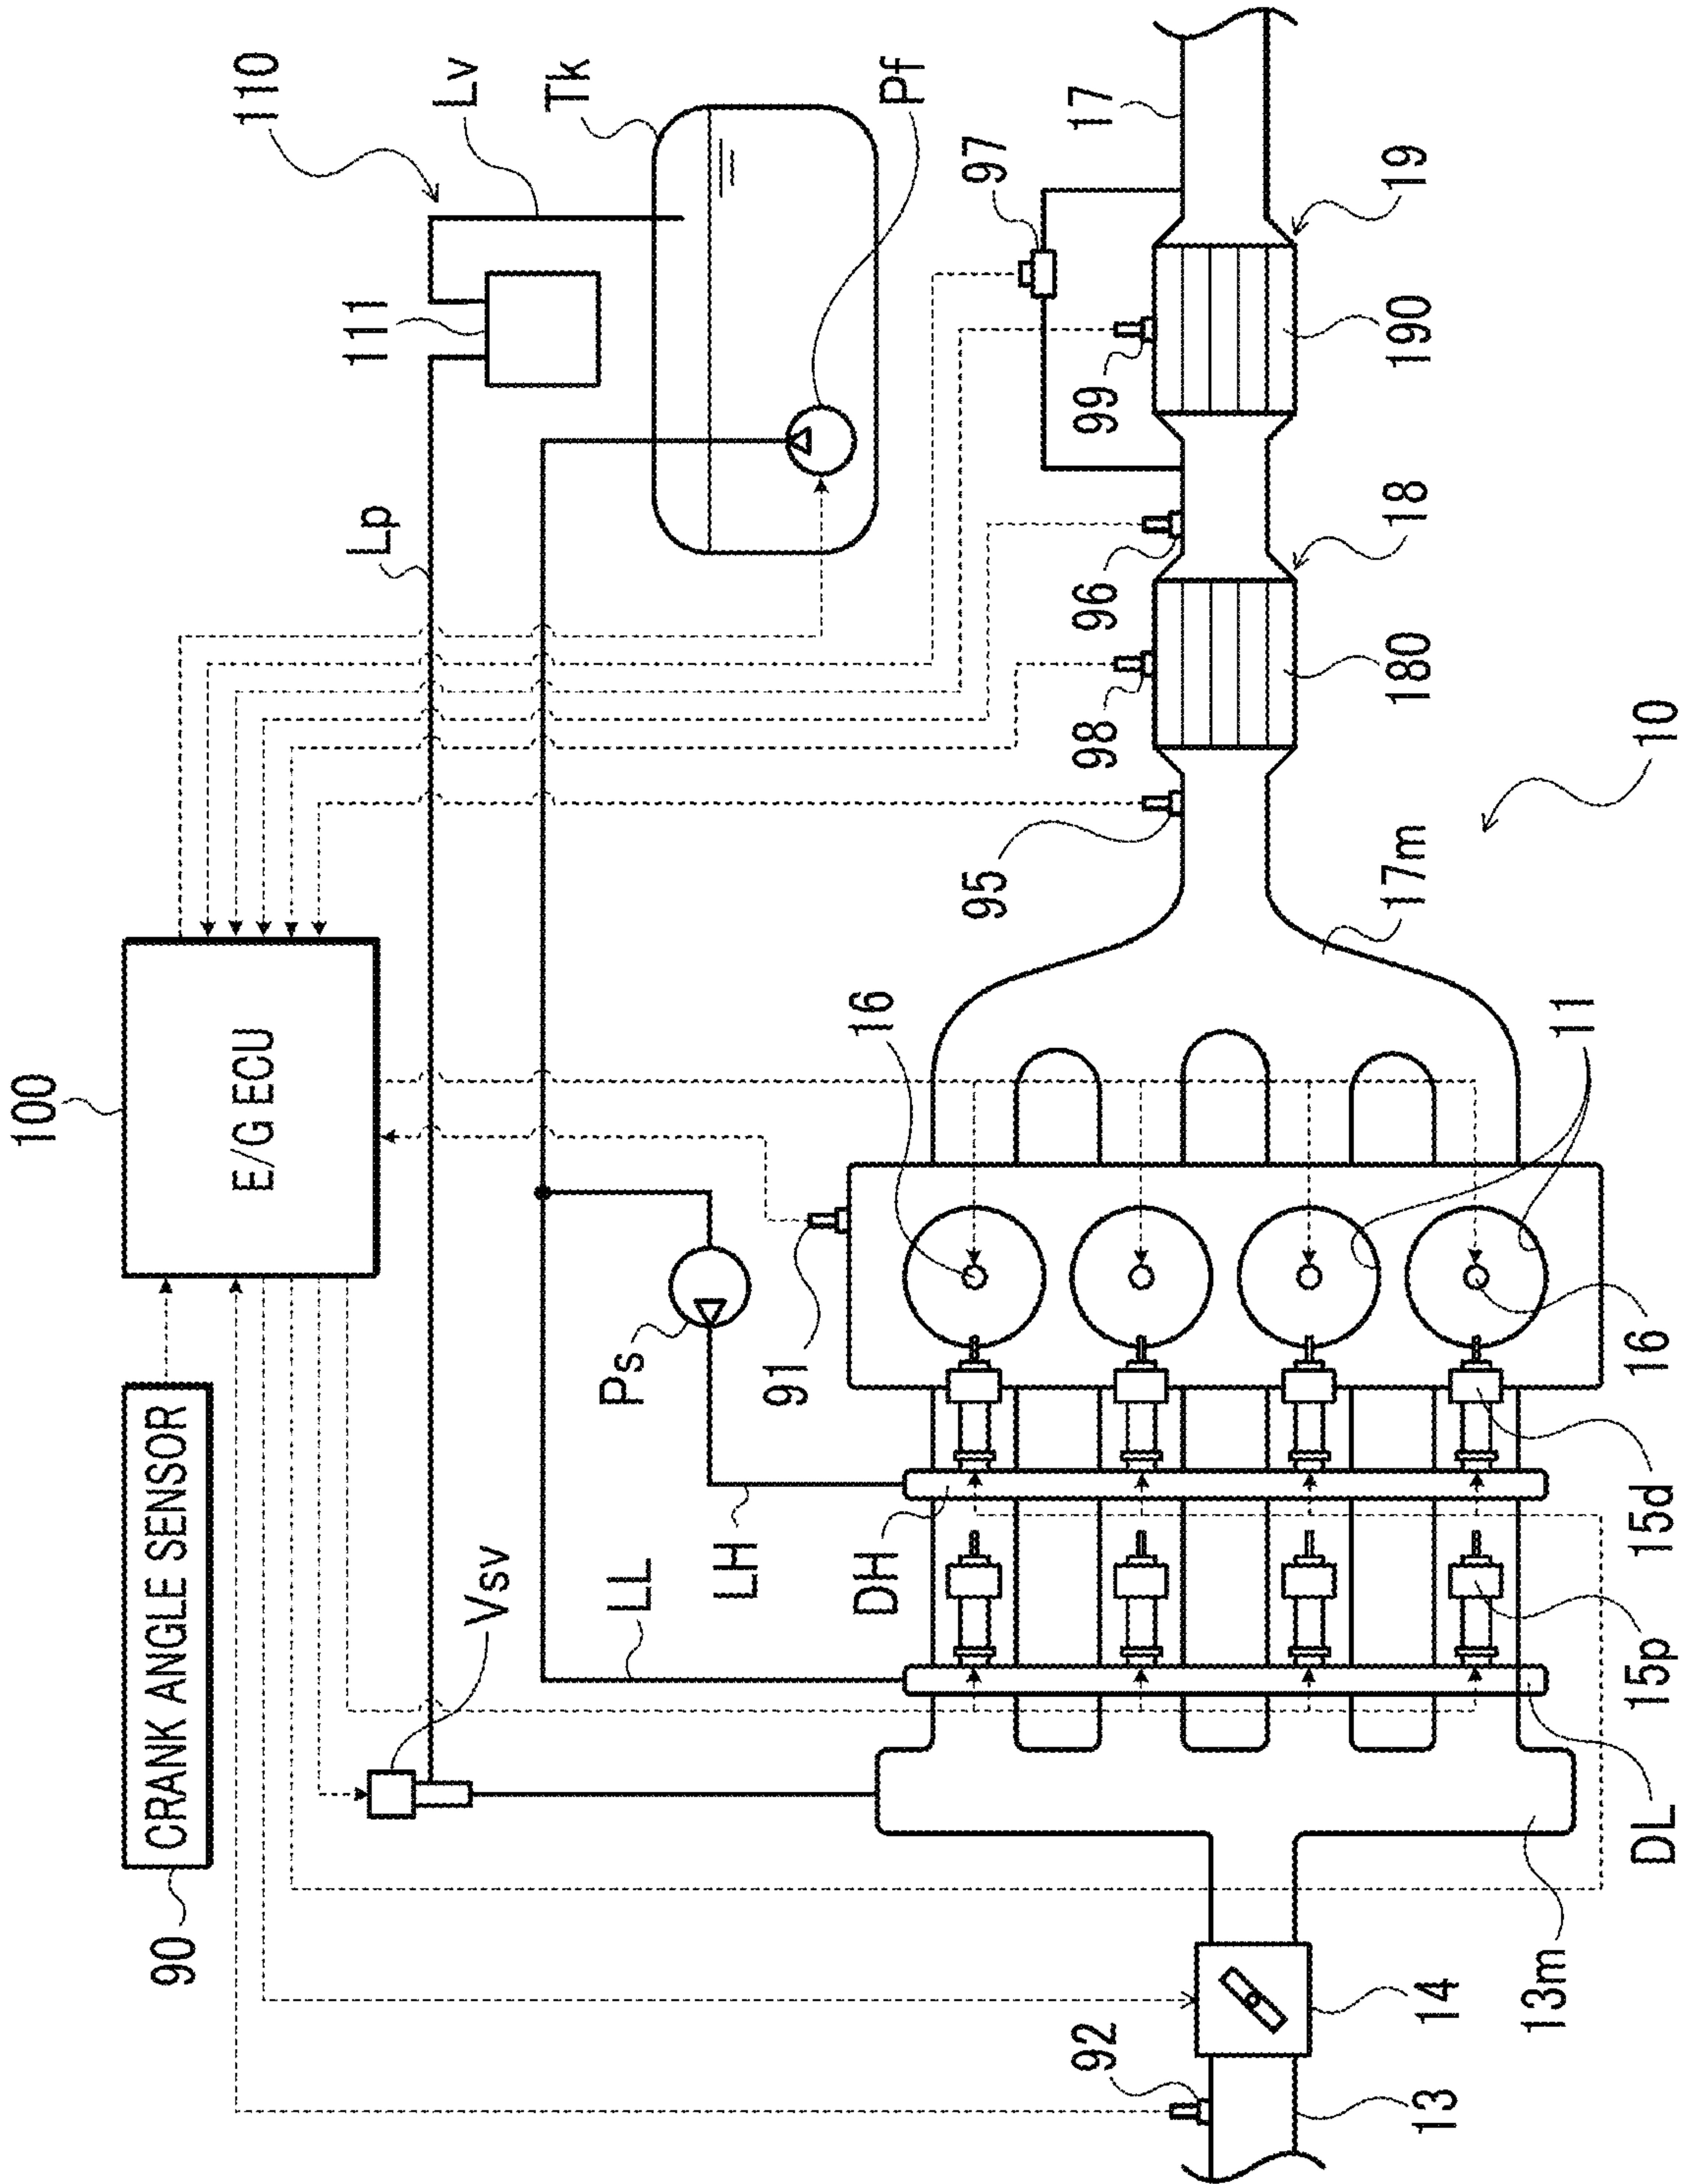 100
E/G ECU
90
CRANK ANGLE SENSOR
110
Lv
Tk
Pf
111
Lp
Vsv
Ps
LL
LH
DH
91
16
95
98
96
99
97
17
92
13
14
13m
DL
15p
15d
16
11
17m
10
180
18
190
19